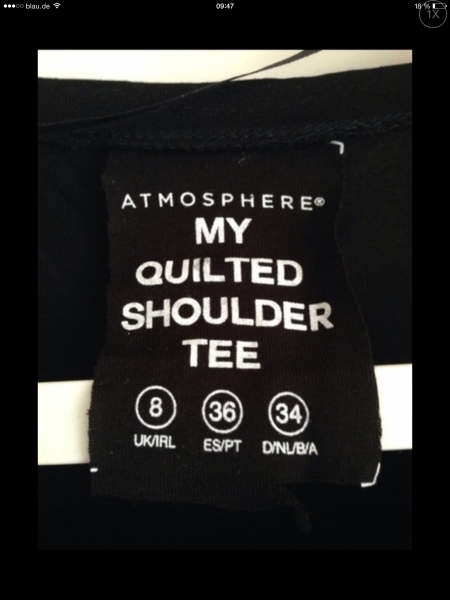 blau.de 09:47 18 %
1X
ATMOSPHERE®
MY
QUILTED
SHOULDER
TEE
8 36 34
UK/IRL ES/PT D/NL/B/A